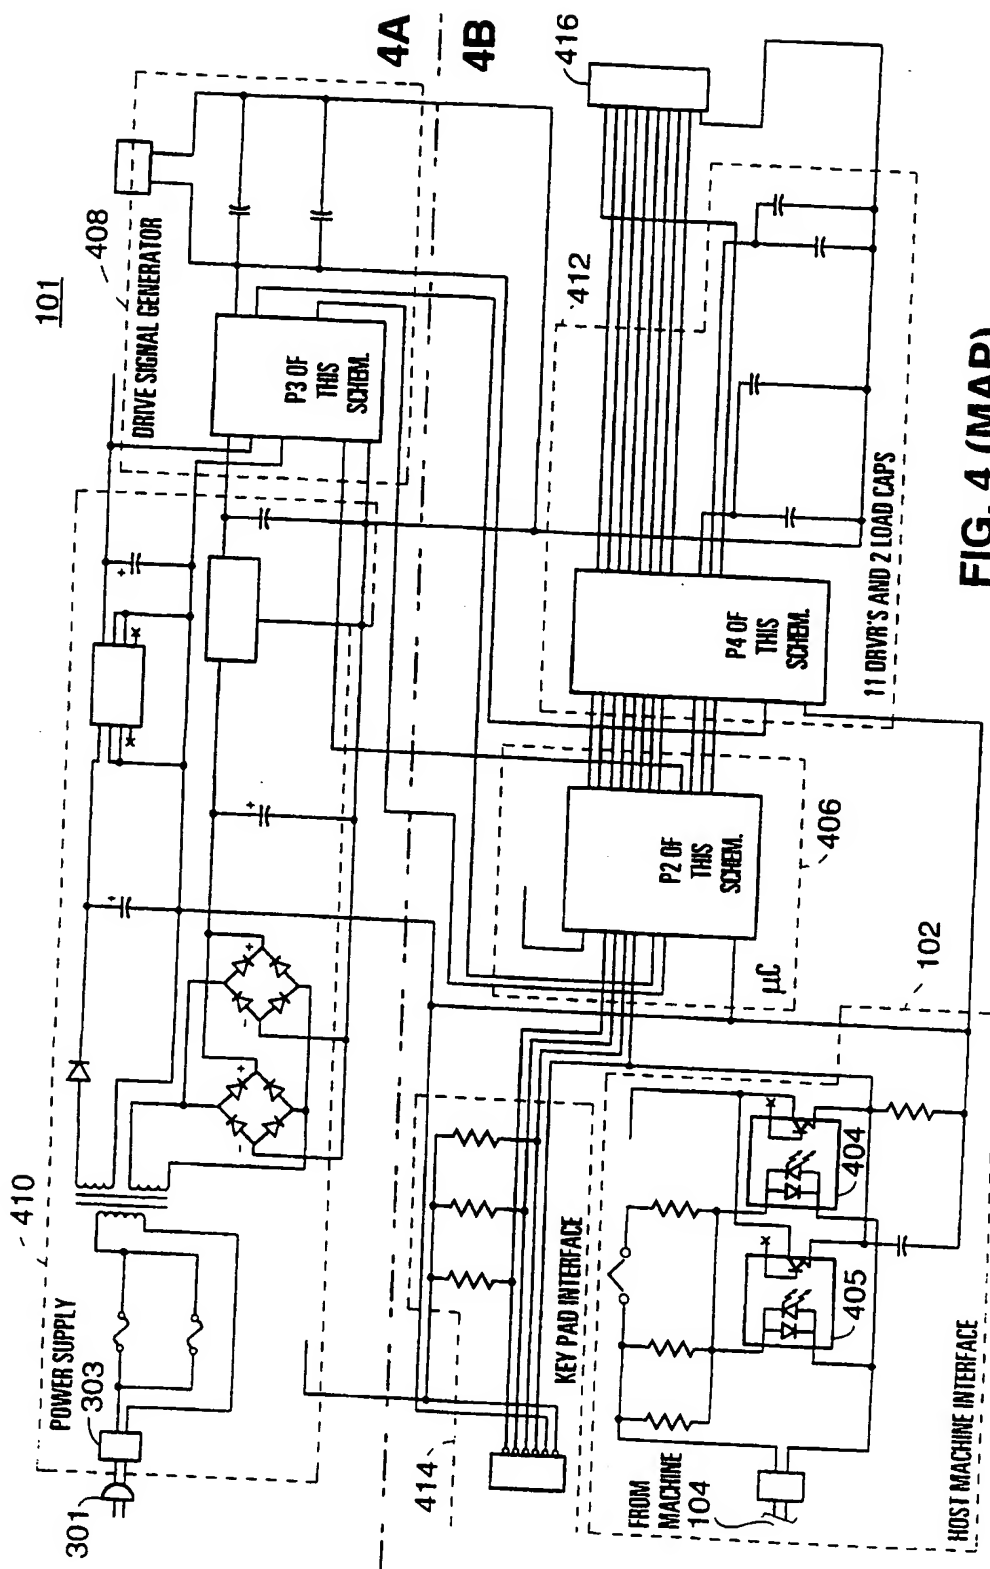 101
4A
4B
408
DRIVE SIGNAL GENERATOR
P3 OF
THIS
SCHEM.
+
+
+
+
+
-
-
410
POWER SUPPLY
303
301
416
412
P4 OF
THIS
SCHEM.
11 DRVR'S AND 2 LOAD CAPS
P2 OF
THIS
SCHEM.
406
µC
102
414
KEY PAD INTERFACE
404
405
FROM
MACHINE
104
HOST MACHINE INTERFACE
FIG. 4 (MAP)